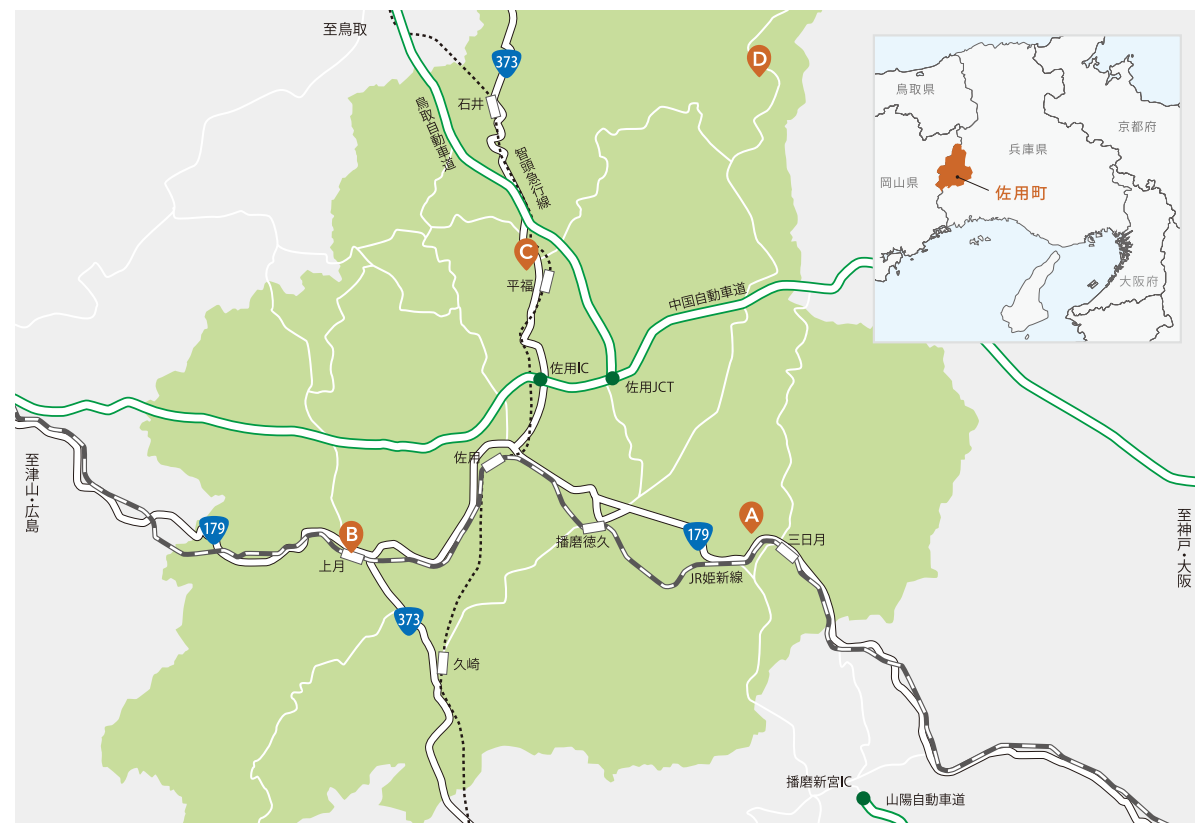 至鳥取
373
D
石井
鳥取自動車道
智頭急行線
鳥取県
京都府
兵庫県
岡山県
佐用町
大阪府
C
平福
中国自動車道
佐用IC
佐用JCT
佐用
至津山・広島
179
B
上月
播磨徳久
179
A
三日月
JR姫新線
至神戸・大阪
373
久崎
播磨新宮IC
山陽自動車道